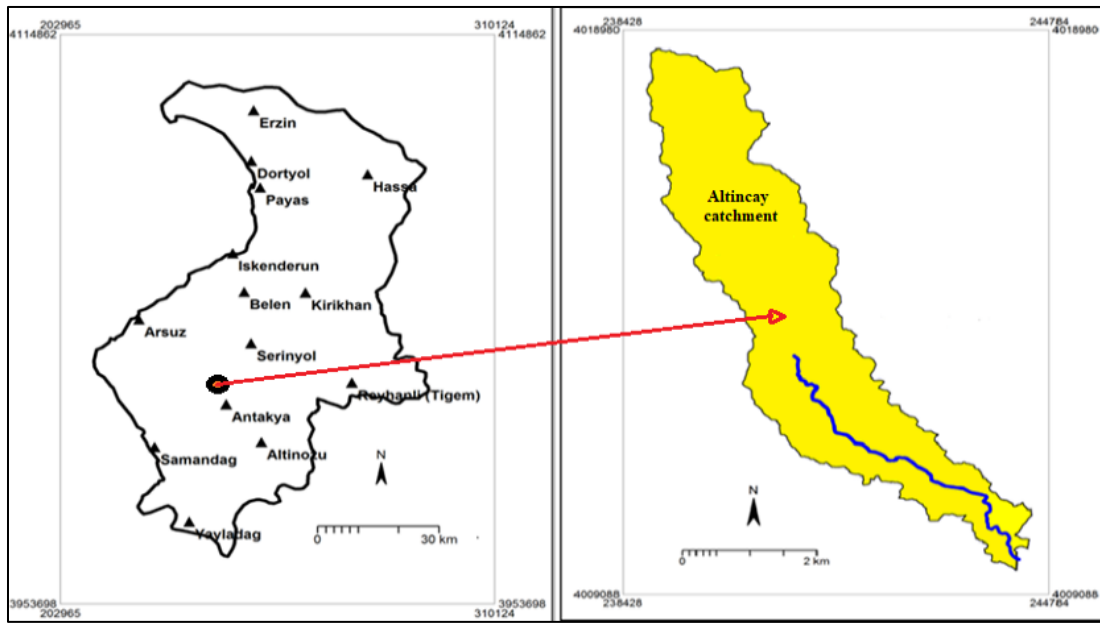 202965
310124
4114862
4114862
Erzin
Dortyol
Hassa
Payas
Iskenderun
Belen
Kirikhan
Arsuz
Serinyol
Reyhanli (Tigem)
Antakya
Altinozu
Samandag
N
Yayladag
0
30 km
3953698
3953698
202965
310124
238428
244784
4018980
4018980
Altincay
catchment
N
0
2 km
4009088
4009088
238428
244784